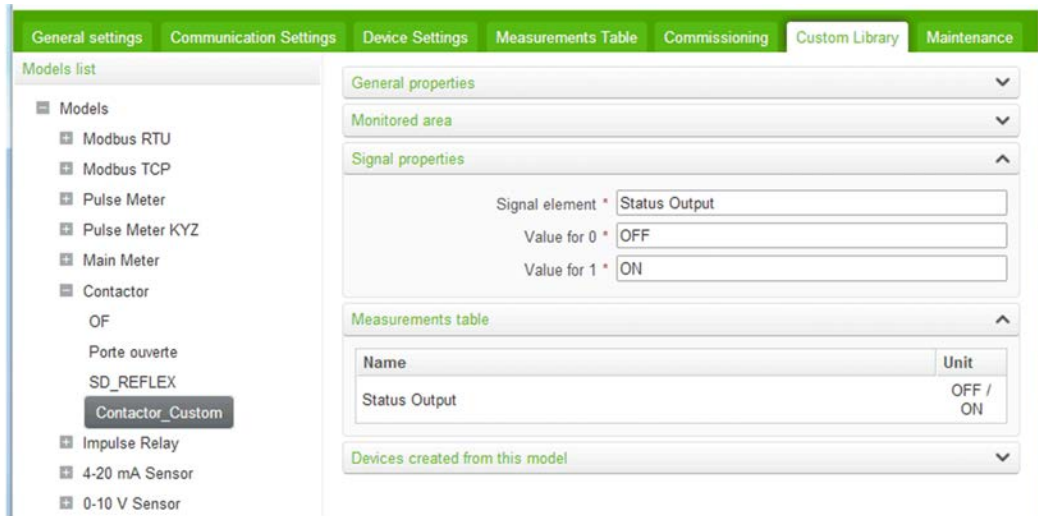 General settings Communication Settings Device Settings Measurements Table Commissioning Custom Library Maintenance
Models list
Models
Modbus RTU
Modbus TCP
Pulse Meter
Pulse Meter KYZ
Main Meter
Contactor
OF
Porte ouverte
SD_REFLEX
Contactor_Custom
Impulse Relay
4-20 mA Sensor
0-10 V Sensor
General properties
Monitored area
Signal properties
Signal element * Status Output
Value for 0 * OFF
Value for 1 * ON
Measurements table
Name Unit
Status Output OFF /
ON
Devices created from this model